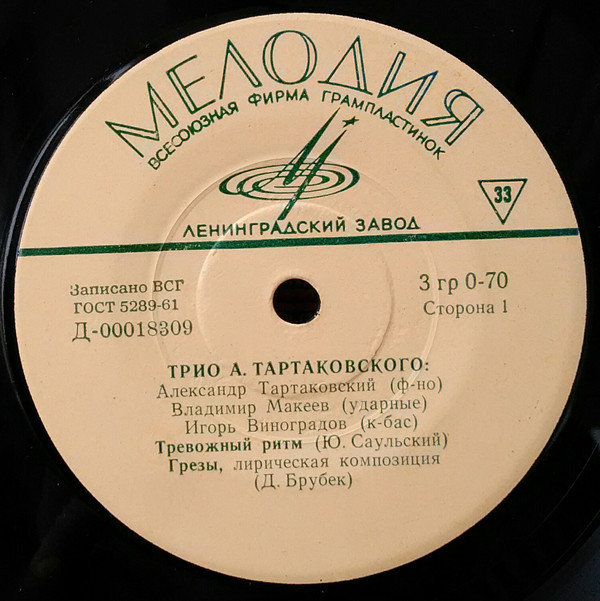 МЕЛОДИЯ
ВСЕСОЮЗНАЯ ФИРМА ГРАМПЛАСТИНОК
33
ЛЕНИНГРАДСКИЙ ЗАВОД
Записано ВСГ
ГОСТ 5289-61
Д-00018309
3 гр 0-70
Сторона 1
ТРИО А. ТАРТАКОВСКОГО:
Александр Тартаковский (ф-но)
Владимир Макеев (ударные)
Игорь Виноградов (к-бас)
Тревожный ритм (Ю. Саульский)
Грезы, лирическая композиция
(Д. Брубек)